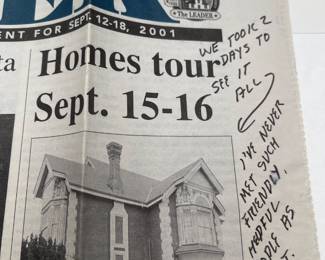 The LEADER
ENT FOR SEPT. 12-18, 2001
ta
Homes tour
Sept. 15-16
WE TOOK 2
DAYS TO
SEE IT
ALL
I'VE NEVER
MET SUCH
FRIENDLY,
HELPFUL
AS